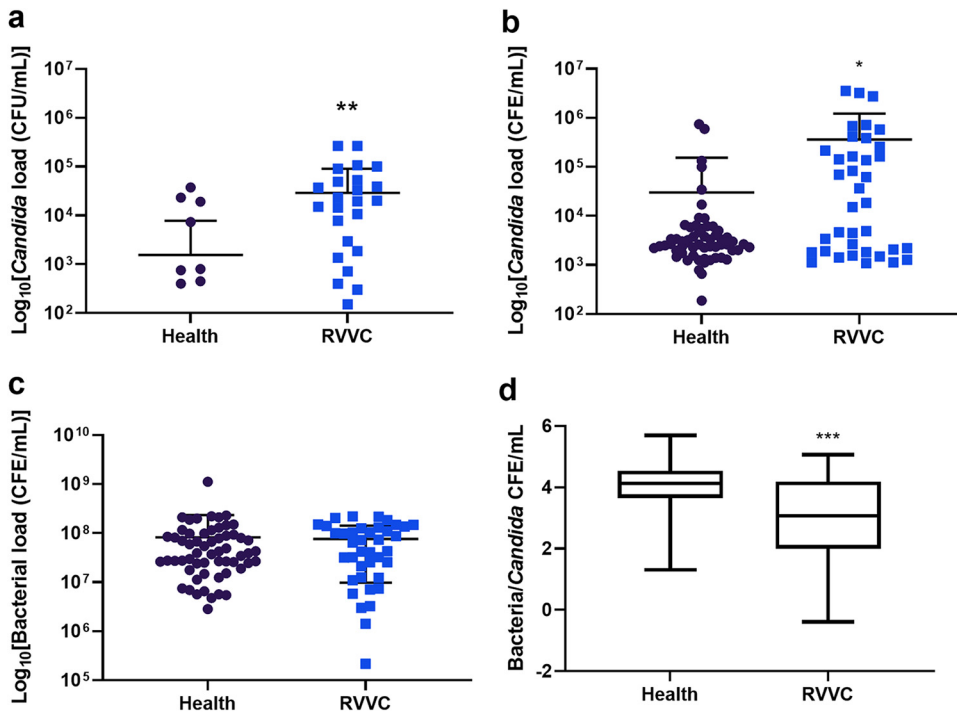 a
Log₁₀[Candida load (CFU/mL)]
10⁷
10⁶
10⁵
10⁴
10³
10²
**
Health
RVVC
b
Log₁₀[Candida load (CFE/mL)]
10⁷
10⁶
10⁵
10⁴
10³
10²
*
Health
RVVC
c
Log₁₀[Bacterial load (CFE/mL)]
10¹⁰
10⁹
10⁸
10⁷
10⁶
10⁵
Health
RVVC
d
Bacteria/Candida CFE/mL
6
4
2
0
-2
***
Health
RVVC